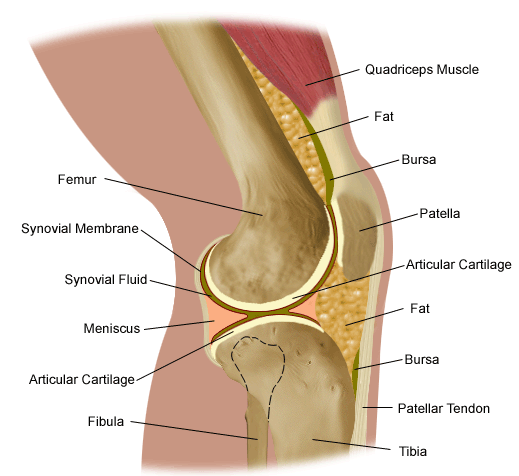 Quadriceps Muscle
Fat
Bursa
Femur
Patella
Synovial Membrane
Articular Cartilage
Synovial Fluid
Fat
Meniscus
Bursa
Articular Cartilage
Patellar Tendon
Fibula
Tibia